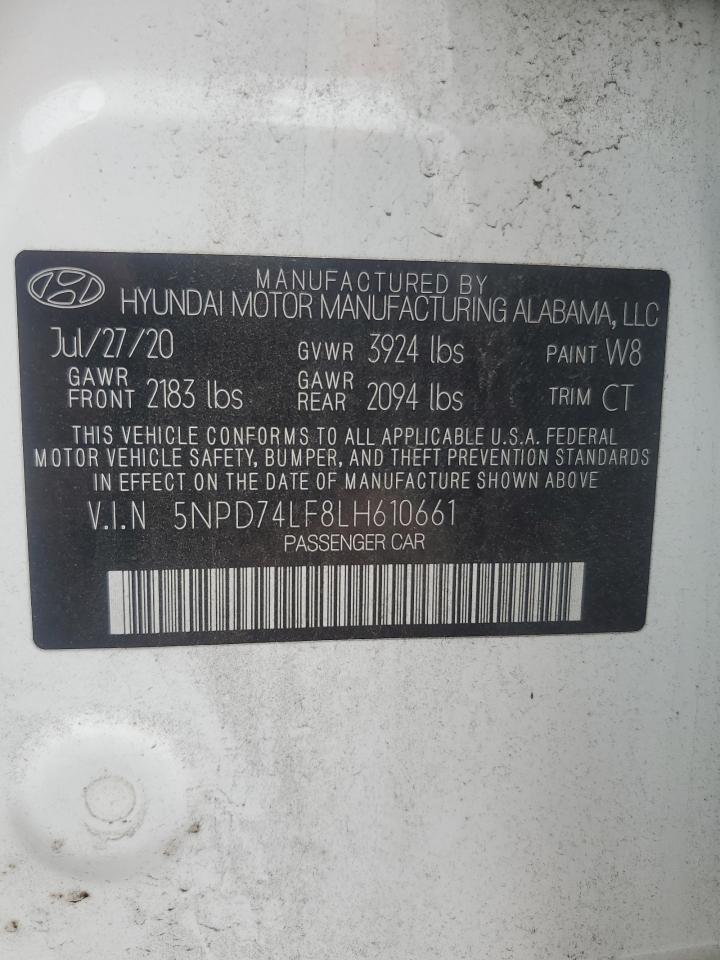 MANUFACTURED BY
HYUNDAI MOTOR MANUFACTURING ALABAMA, LLC
Jul/27/20 GVWR 3924 lbs PAINT W8
GAWR FRONT 2183 lbs GAWR REAR 2094 lbs TRIM CT
THIS VEHICLE CONFORMS TO ALL APPLICABLE U.S.A. FEDERAL
MOTOR VEHICLE SAFETY, BUMPER, AND THEFT PREVENTION STANDARDS
IN EFFECT ON THE DATE OF MANUFACTURE SHOWN ABOVE
V.I.N 5NPD74LF8LH610661
PASSENGER CAR